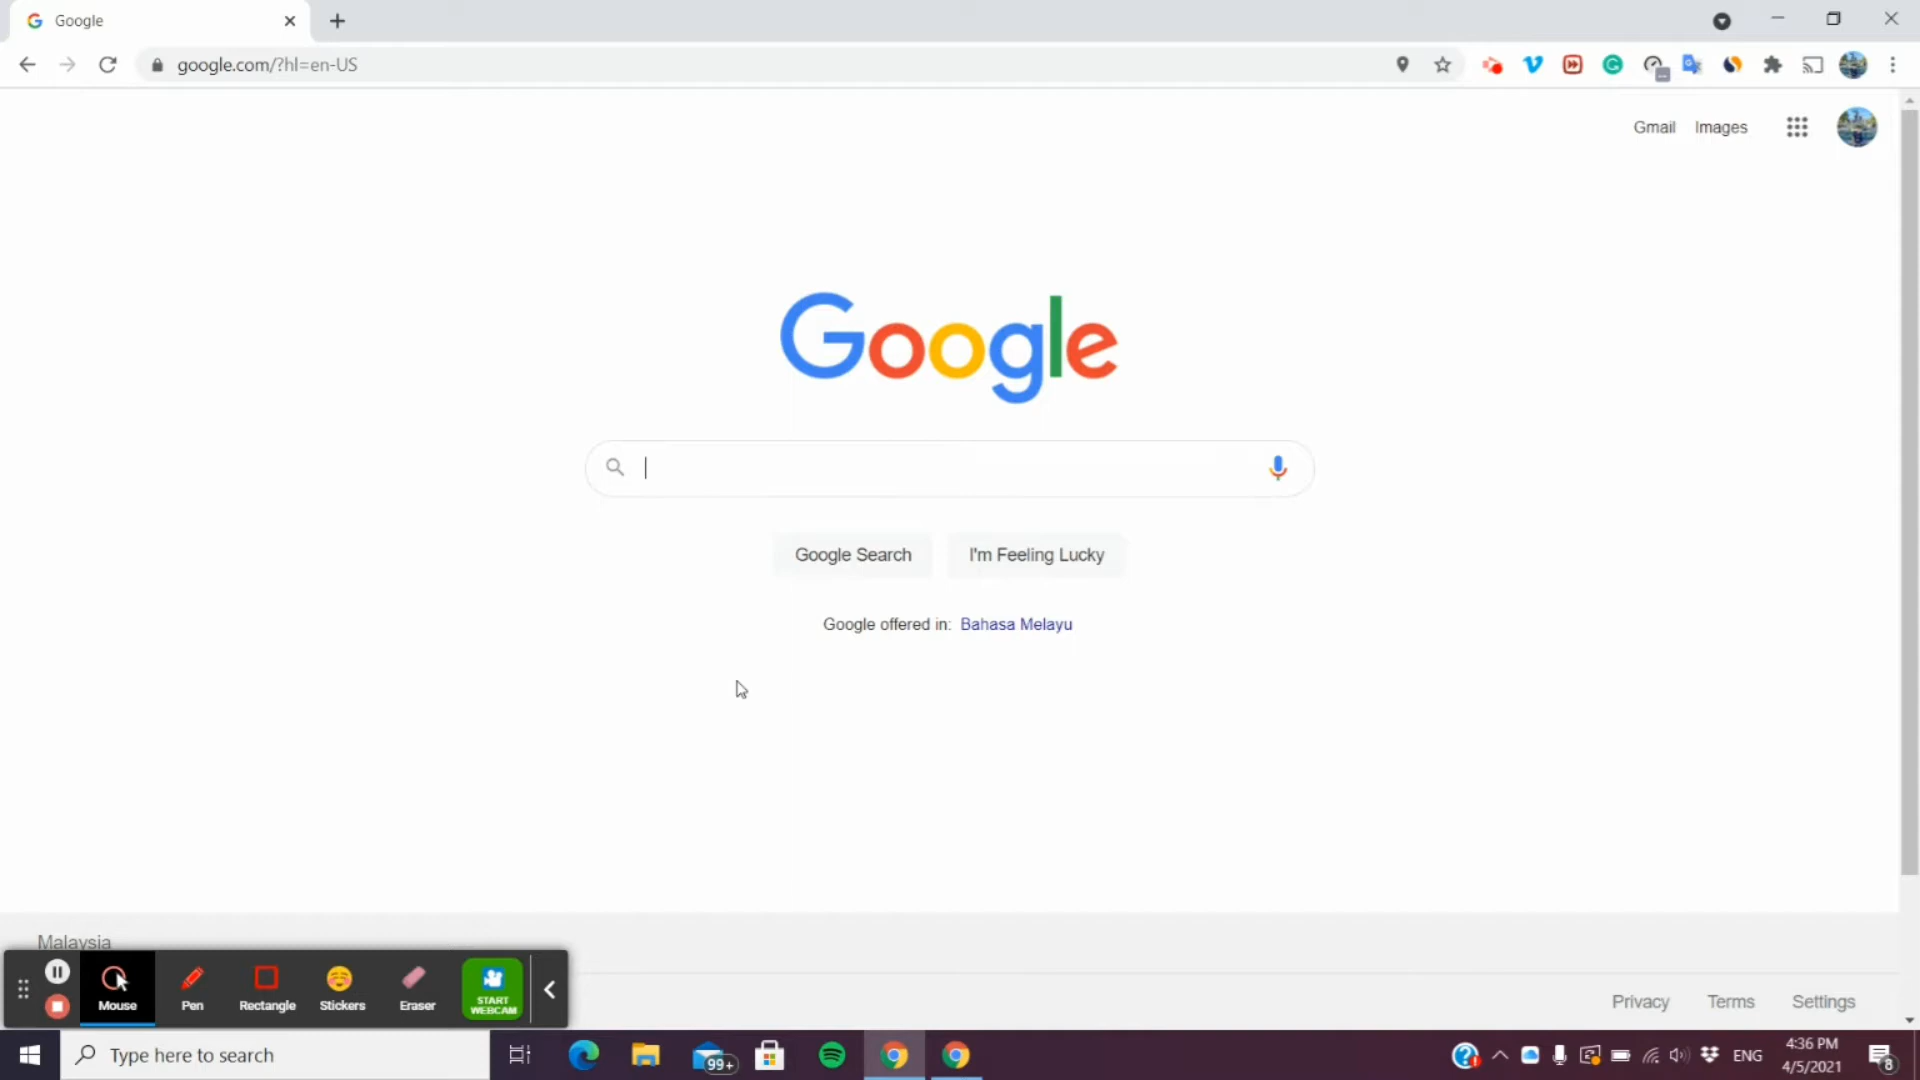 Google
google.com/?hl=en-US
Gmail Images
Google
Google Search I'm Feeling Lucky
Google offered in: Bahasa Melayu
Malaysia
Mouse Pen Rectangle Stickers Eraser START WEBCAM
Privacy Terms Settings
Type here to search
99+
ENG
4:36 PM
4/5/2021
8